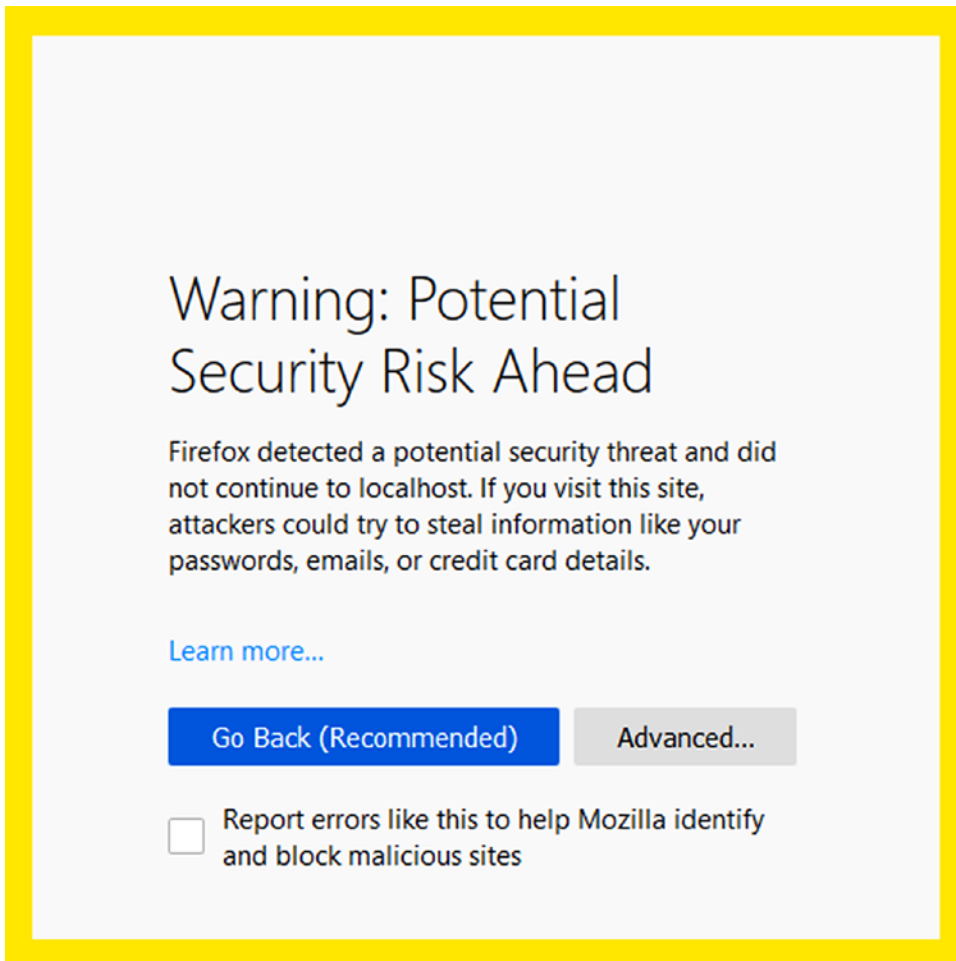 Warning: Potential
Security Risk Ahead
Firefox detected a potential security threat and did
not continue to localhost. If you visit this site,
attackers could try to steal information like your
passwords, emails, or credit card details.
Learn more...
Go Back (Recommended)
Advanced...
Report errors like this to help Mozilla identify
and block malicious sites